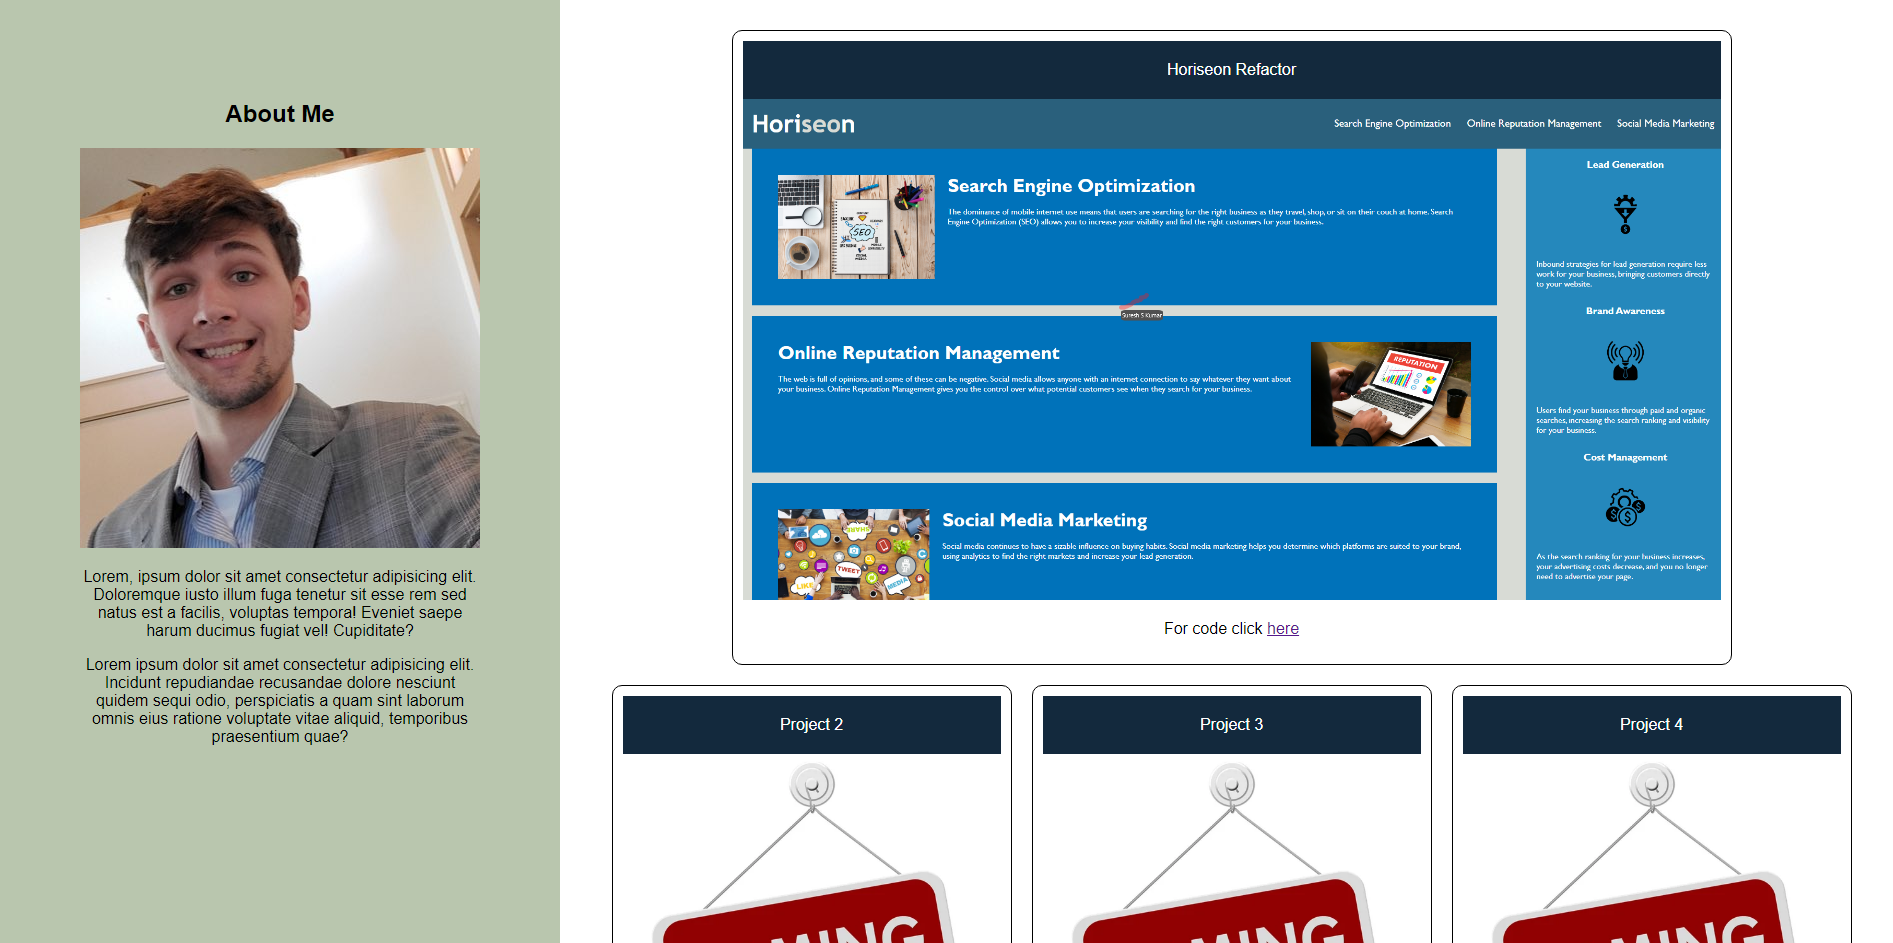 About Me
Lorem, ipsum dolor sit amet consectetur adipisicing elit.
Doloremque iusto illum fuga tenetur sit esse rem sed
natus est a facilis, voluptas tempora! Eveniet saepe
harum ducimus fugiat vel! Cupiditate?
Lorem ipsum dolor sit amet consectetur adipisicing elit.
Incidunt repudiandae recusandae dolore nesciunt
quidem sequi odio, perspiciatis a quam sint laborum
omnis eius ratione voluptate vitae aliquid, temporibus
praesentium quae?
Horiseon Refactor
Horiseon
Search Engine Optimization
Online Reputation Management
Social Media Marketing
SEO
Search Engine Optimization
The dominance of mobile internet use means that users are searching for the right business as they travel, shop, or sit on their couch at home. Search
Engine Optimization (SEO) allows you to increase your visibility and find the right customers for your business.
Suresh S Kumar
Online Reputation Management
The web is full of opinions, and some of these can be negative. Social media allows anyone with an internet connection to say whatever they want about
your business. Online Reputation Management gives you the control over what potential customers see when they search for your business.
REPUTATION
SHARE
TWEET
LIKE
MEDIA
Social Media Marketing
Social media continues to have a sizable influence on buying habits. Social media marketing helps you determine which platforms are suited to your brand,
using analytics to find the right markets and increase your lead generation.
Lead Generation
Inbound strategies for lead generation require less
work for your business, bringing customers directly
to your website.
Brand Awareness
Users find your business through paid and organic
searches, increasing the search ranking and visibility
for your business.
Cost Management
As the search ranking for your business increases,
your advertising costs decrease, and you no longer
need to advertise your page.
For code click here
Project 2
Project 3
Project 4
MING
MING
MING